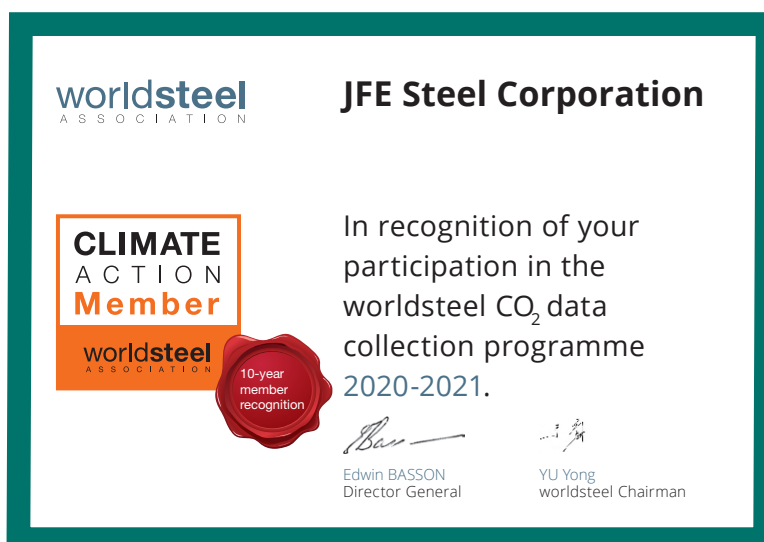 worldsteel
ASSOCIATION
JFE Steel Corporation
CLIMATE
ACTION
Member
worldsteel
ASSOCIATION
10-year
member
recognition
In recognition of your
participation in the
worldsteel CO₂ data
collection programme
2020-2021.
Edwin BASSON
Director General
YU Yong
worldsteel Chairman